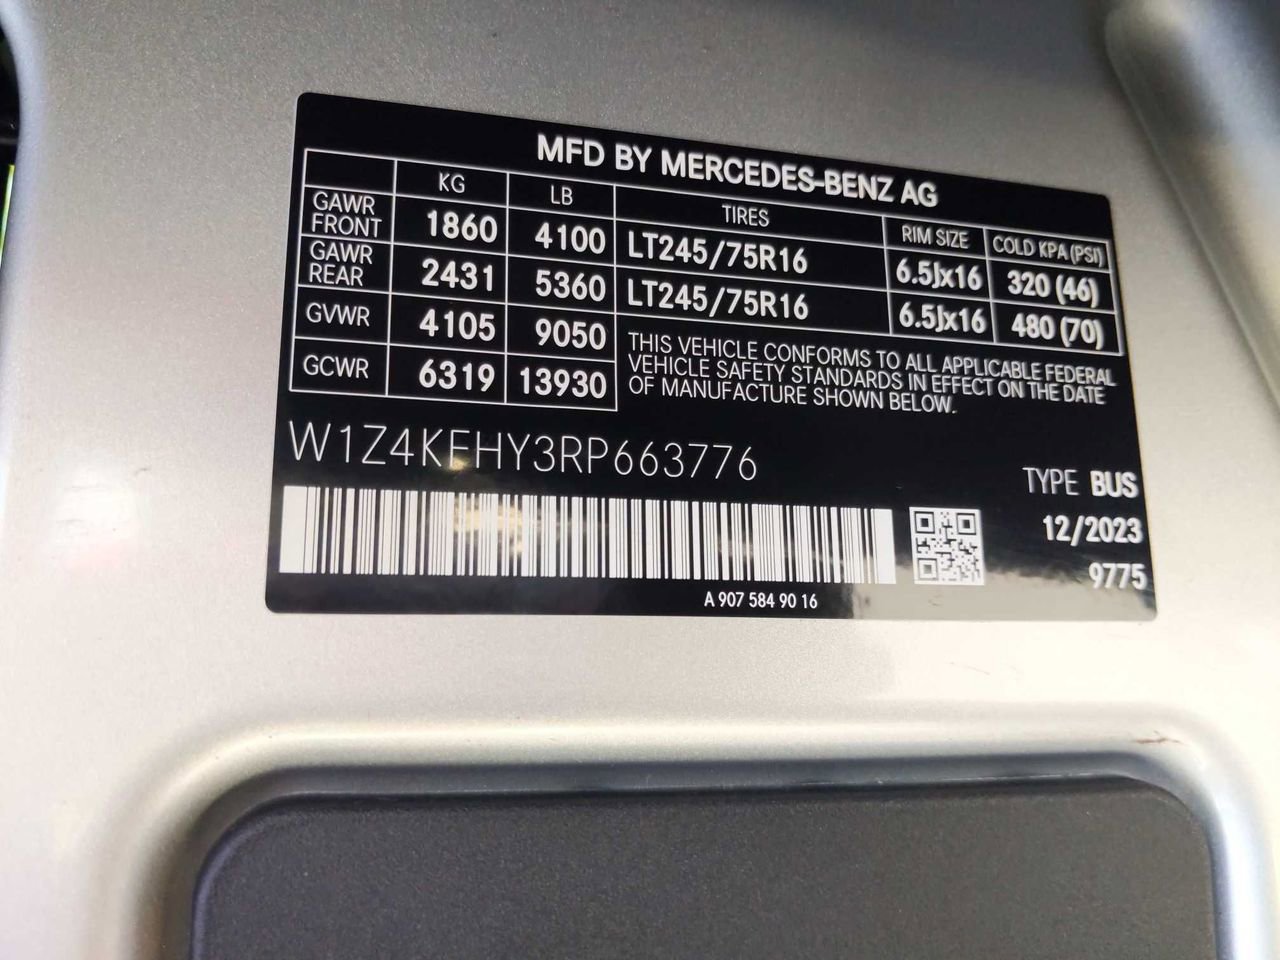 MFD BY MERCEDES-BENZ AG
KG LB TIRES RIM SIZE COLD KPA (PSI)
GAWR FRONT 1860 4100 LT245/75R16 6.5Jx16 320 (46)
GAWR REAR 2431 5360 LT245/75R16 6.5Jx16 480 (70)
GVWR 4105 9050
GCWR 6319 13930
THIS VEHICLE CONFORMS TO ALL APPLICABLE FEDERAL
VEHICLE SAFETY STANDARDS IN EFFECT ON THE DATE
OF MANUFACTURE SHOWN BELOW.
W1Z4KFHY3RP663776
TYPE BUS
12/2023
9775
A 907 584 90 16